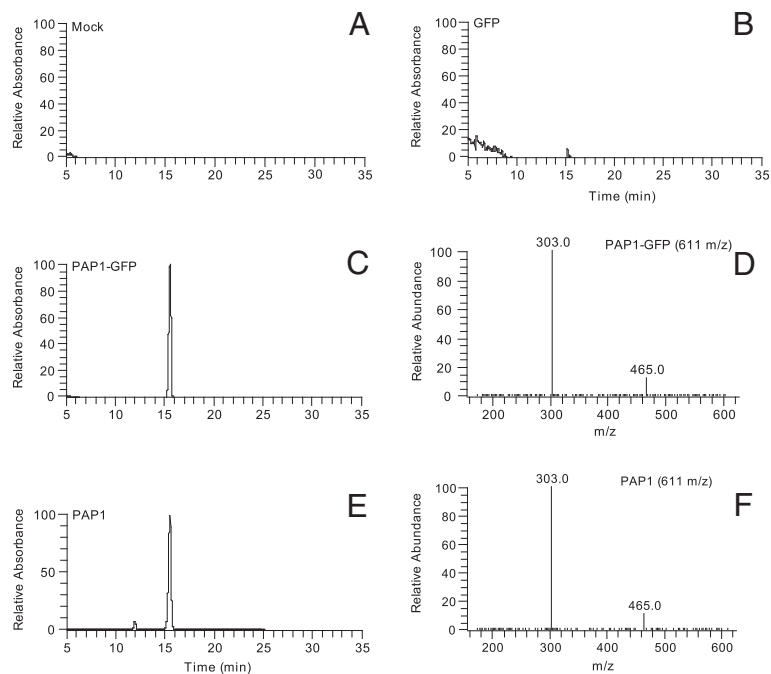 A
Mock
Relative Absorbance
100
80
60
40
20
0
5 10 15 20 25 30 35
B
GFP
Relative Absorbance
100
80
60
40
20
0
5 10 15 20 25 30 35
Time (min)
C
PAP1-GFP
Relative Absorbance
100
80
60
40
20
0
5 10 15 20 25 30 35
D
PAP1-GFP (611 m/z)
303.0
465.0
Relative Abundance
100
80
60
40
20
0
200 300 400 500 600
m/z
E
PAP1
Relative Absorbance
100
50
0
5 10 15 20 25 30 35
Time (min)
F
PAP1 (611 m/z)
303.0
465.0
Relative Abundance
100
80
60
40
20
0
200 300 400 500 600
m/z